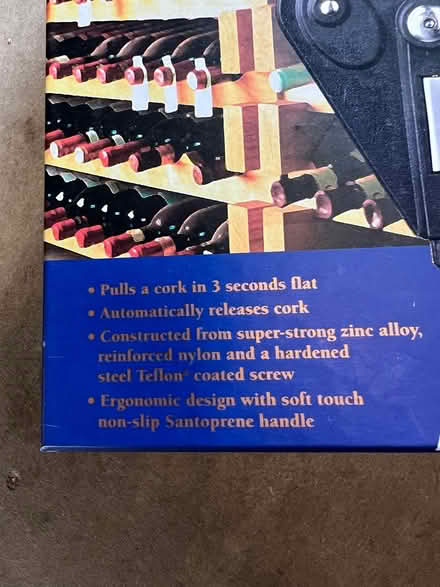 • Pulls a cork in 3 seconds flat
• Automatically releases cork
• Constructed from super-strong zinc alloy,
reinforced nylon and a hardened
steel Teflon® coated screw
• Ergonomic design with soft touch
non-slip Santoprene handle